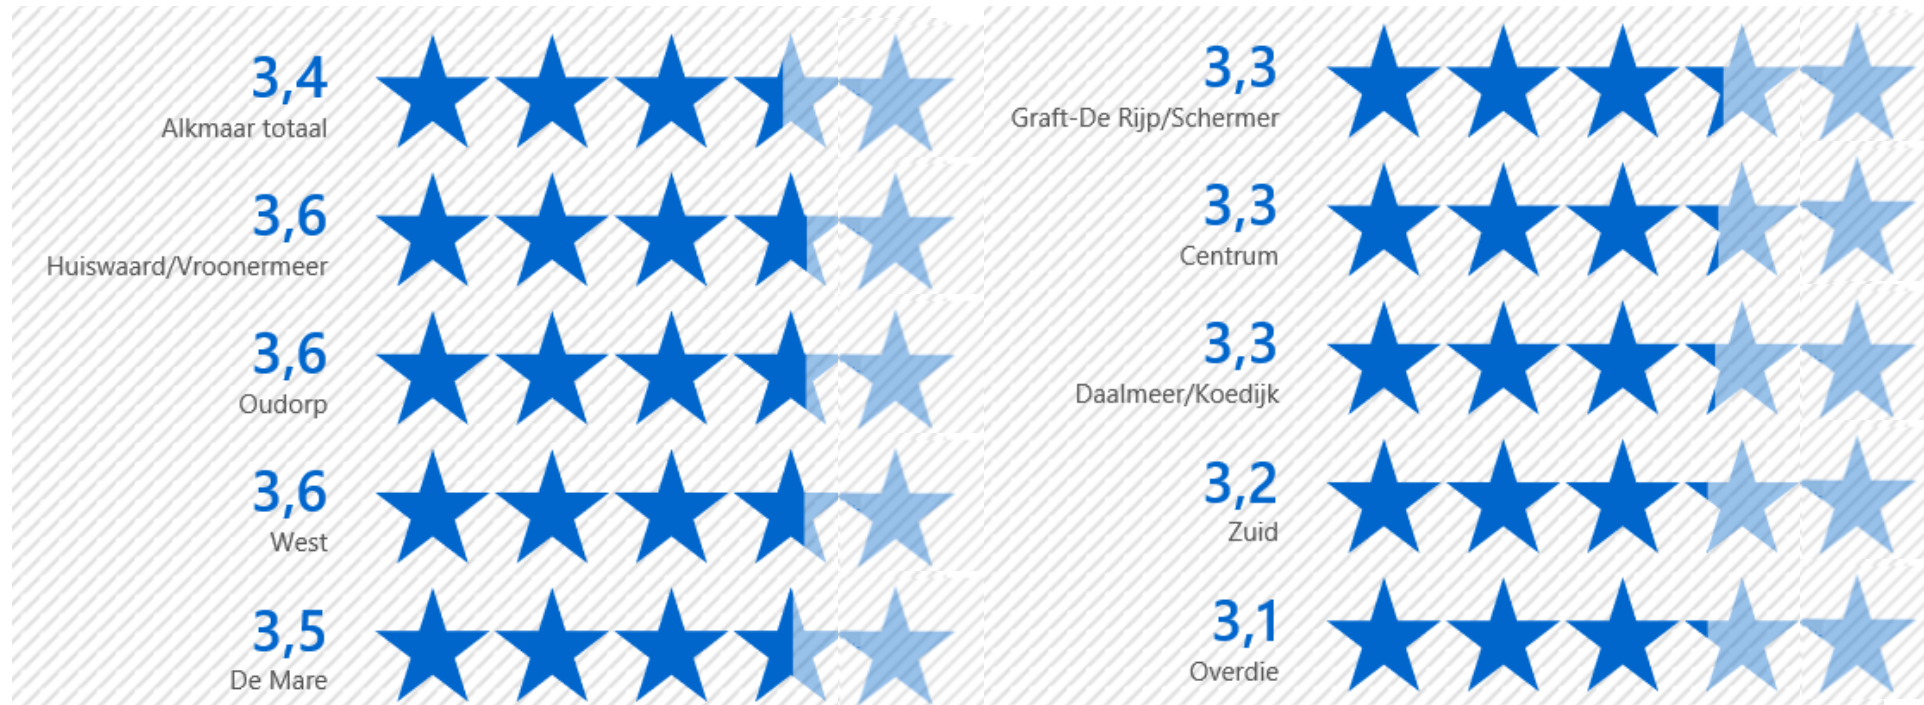 3,4
Alkmaar totaal
3,6
Huiswaard/Vroonermeer
3,6
Oudorp
3,6
West
3,5
De Mare
3,3
Graft-De Rijp/Schermer
3,3
Centrum
3,3
Daalmeer/Koedijk
3,2
Zuid
3,1
Overdie